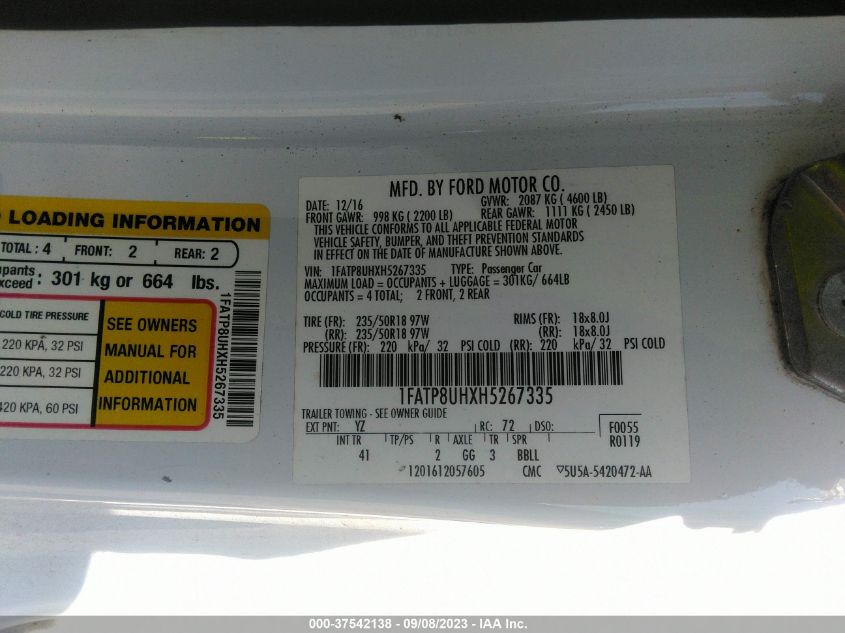 LOADING INFORMATION
TOTAL : 4 FRONT: 2 REAR: 2
301 kg or 664 lbs.
COLD TIRE PRESSURE
220 KPA, 32 PSI
220 KPA, 32 PSI
420 KPA, 60 PSI
SEE OWNERS
MANUAL FOR
ADDITIONAL
INFORMATION
1FATP8UHXH5267335
MFD. BY FORD MOTOR CO.
DATE: 12/16 GVWR: 2087 KG ( 4600 LB)
FRONT GAWR: 998 KG ( 2200 LB) REAR GAWR: 1111 KG ( 2450 LB)
THIS VEHICLE CONFORMS TO ALL APPLICABLE FEDERAL MOTOR
VEHICLE SAFETY, BUMPER, AND THEFT PREVENTION STANDARDS
IN EFFECT ON THE DATE OF MANUFACTURE SHOWN ABOVE.
VIN: 1FATP8UHXH5267335 TYPE: Passenger Car
MAXIMUM LOAD = OCCUPANTS + LUGGAGE = 301KG/ 664LB
OCCUPANTS = 4 TOTAL; 2 FRONT, 2 REAR
TIRE (FR): 235/50R18 97W RIMS (FR): 18x8.0J
(RR): 235/50R18 97W (RR): 18x8.0J
PRESSURE (FR): 220 kPa/ 32 PSI COLD (RR): 220 kPa/ 32 PSI COLD
1FATP8UHXH5267335
TRAILER TOWING - SEE OWNER GUIDE
EXT PNT: YZ RC: 72 DSO: F0055
R0119
INT TR TP/PS R AXLE TR SPR
41 2 GG 3 BBLL
1201612057605 CMC 5U5A-5420472-AA
000-37542138 - 09/08/2023 - IAA Inc.